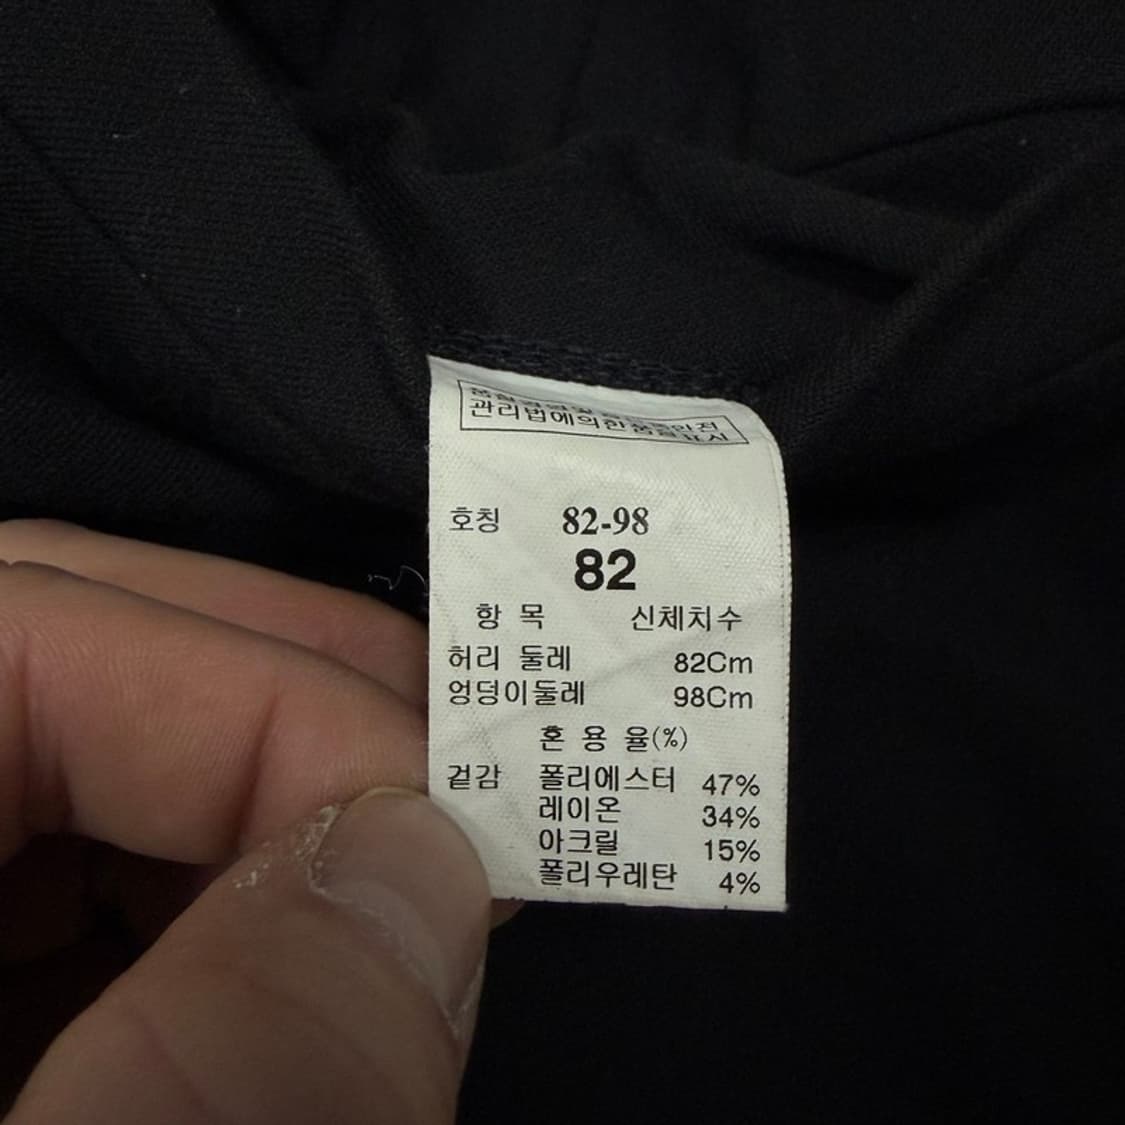 관리법에의한품질표시
호칭 82-98
82
항 목 신체치수
허리 둘레 82Cm
엉덩이둘레 98Cm
혼 용 율(%)
겉감 폴리에스터 47%
레이온 34%
아크릴 15%
폴리우레탄 4%